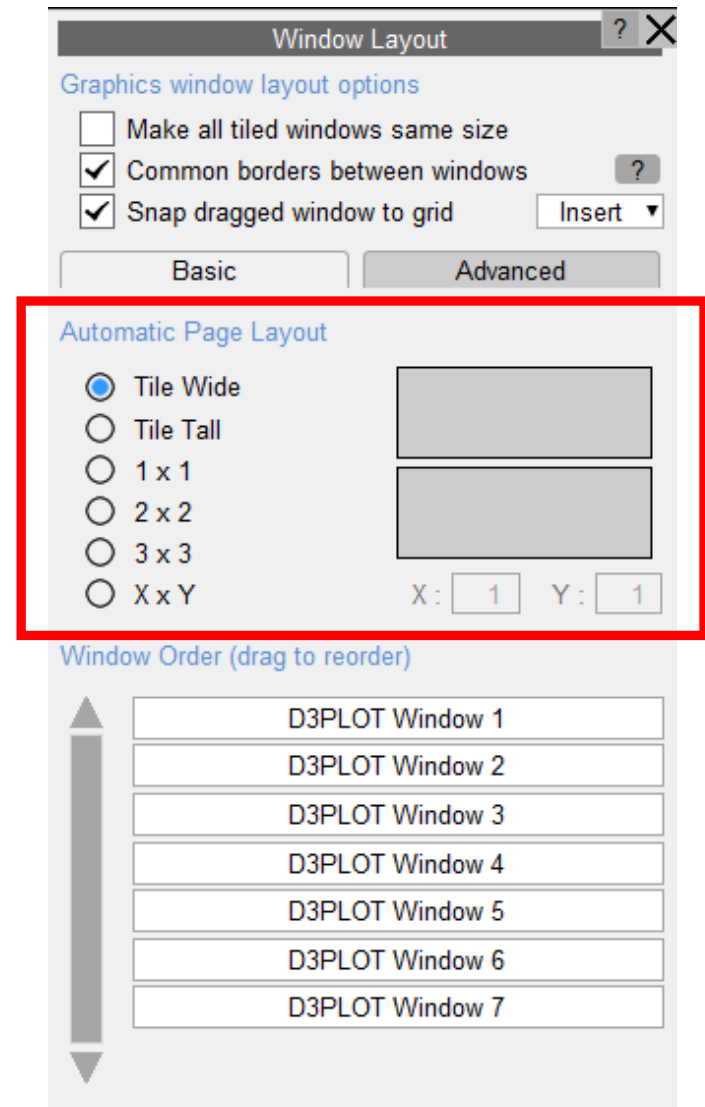 Window Layout ?
Graphics window layout options
Make all tiled windows same size
Common borders between windows ?
Snap dragged window to grid Insert
Basic Advanced
Automatic Page Layout
Tile Wide
Tile Tall
1 x 1
2 x 2
3 x 3
X x Y X : 1 Y : 1
Window Order (drag to reorder)
D3PLOT Window 1
D3PLOT Window 2
D3PLOT Window 3
D3PLOT Window 4
D3PLOT Window 5
D3PLOT Window 6
D3PLOT Window 7